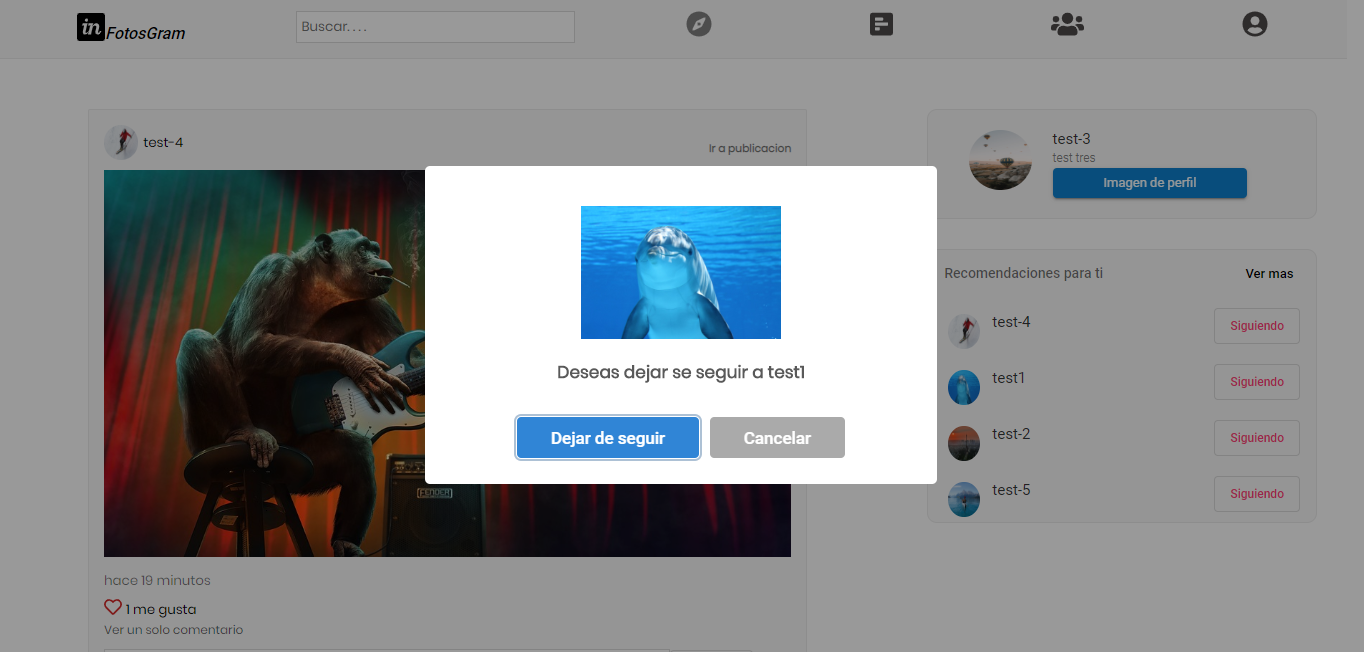 in FotosGram
Buscar. . . .
test-4
Ir a publicacion
FENDER
hace 19 minutos
1 me gusta
Ver un solo comentario
Deseas dejar se seguir a test1
Dejar de seguir
Cancelar
test-3
test tres
Imagen de perfil
Recomendaciones para ti
Ver mas
test-4
Siguiendo
test1
Siguiendo
test-2
Siguiendo
test-5
Siguiendo